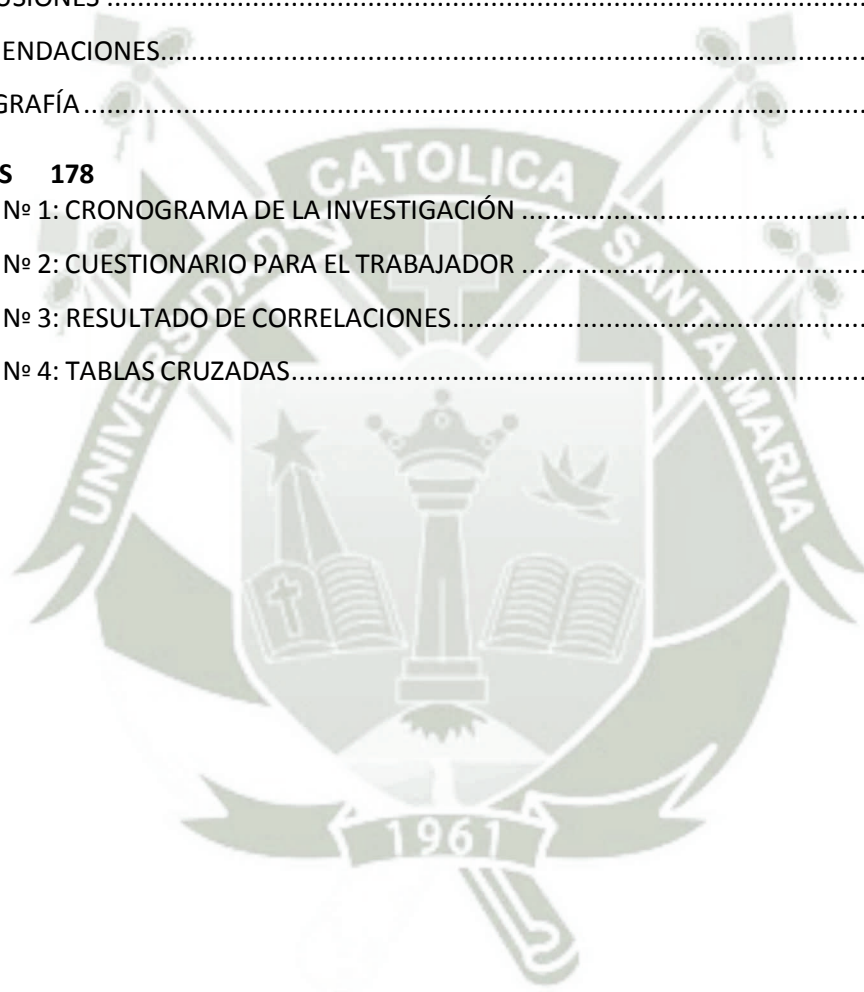 USIONES ................................................................................
ENDACIONES................................................................................
GRAFÍA ................................................................................
S 178
Nº 1: CRONOGRAMA DE LA INVESTIGACIÓN ................................................
Nº 2: CUESTIONARIO PARA EL TRABAJADOR ................................................
Nº 3: RESULTADO DE CORRELACIONES................................................
Nº 4: TABLAS CRUZADAS................................................
UNIVERSIDAD CATOLICA SANTA MARIA
1961